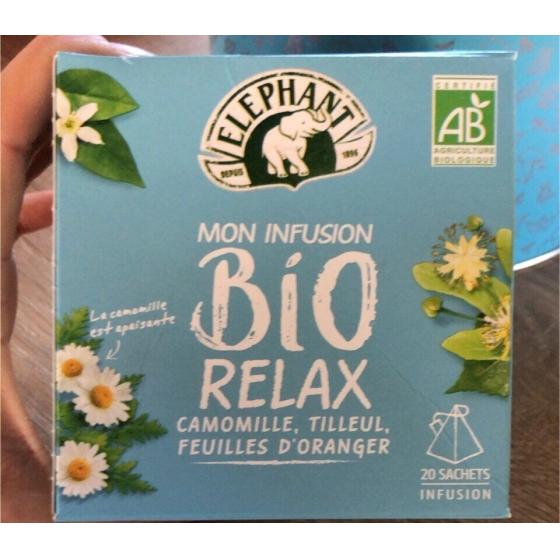 ELEPHANT
DEPUIS 1896
CERTIFIÉ
AB
AGRICULTURE
BIOLOGIQUE
MON INFUSION
BIO
RELAX
CAMOMILLE, TILLEUL,
FEUILLES D'ORANGER
La camomille
est apaisante
20 SACHETS
INFUSION